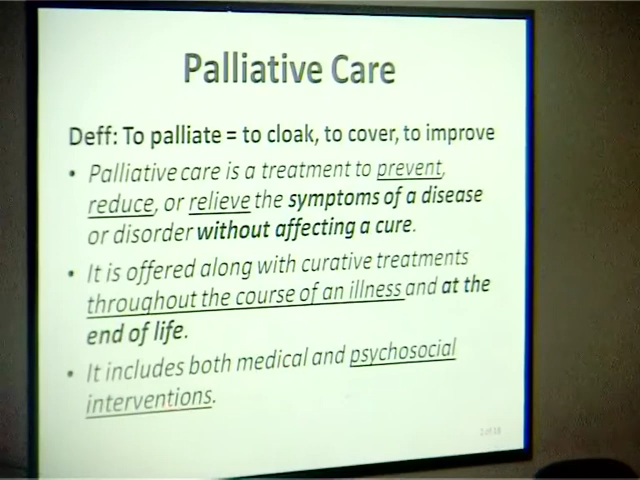 Palliative Care
Deff: To palliate = to cloak, to cover, to improve
• Palliative care is a treatment to prevent,
reduce, or relieve the symptoms of a disease
or disorder without affecting a cure.
• It is offered along with curative treatments
throughout the course of an illness and at the
end of life.
• It includes both medical and psychosocial
interventions.